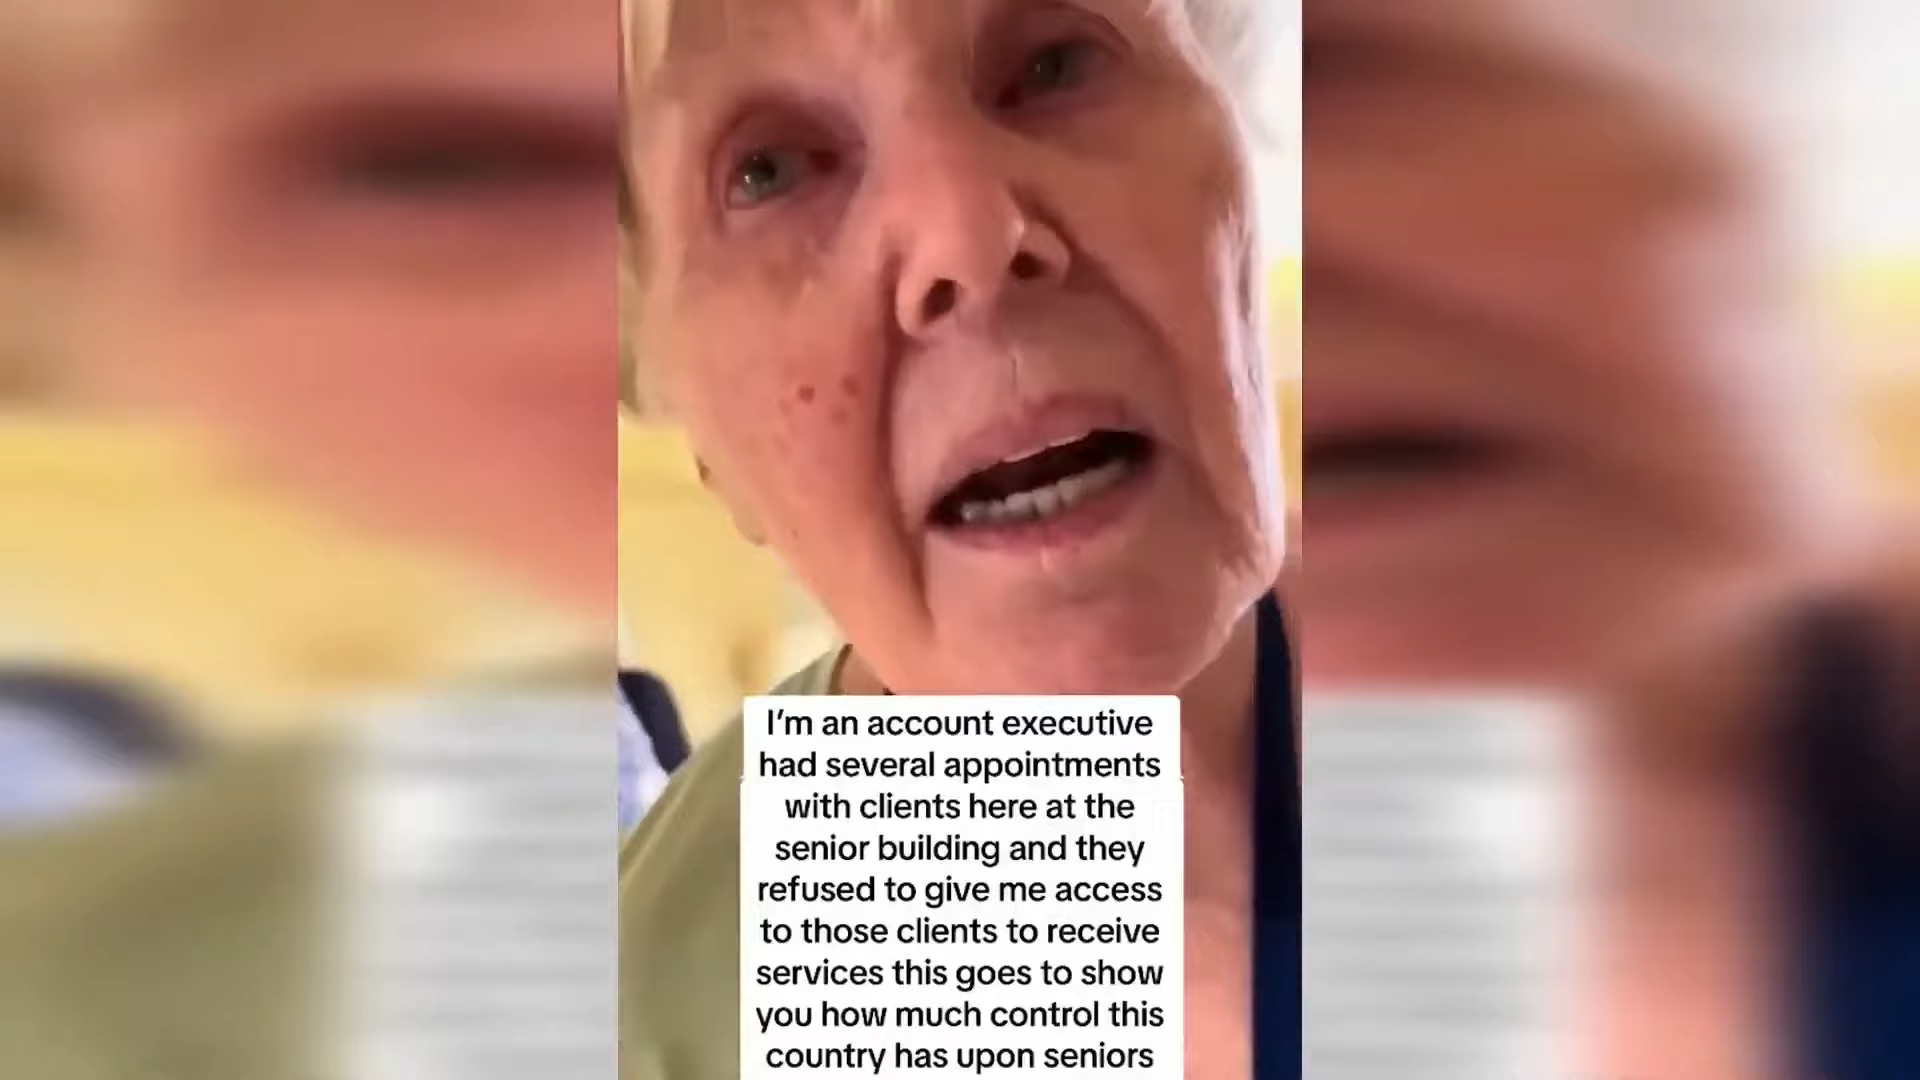 I'm an account executive
had several appointments
with clients here at the
senior building and they
refused to give me access
to those clients to receive
services this goes to show
you how much control this
country has upon seniors